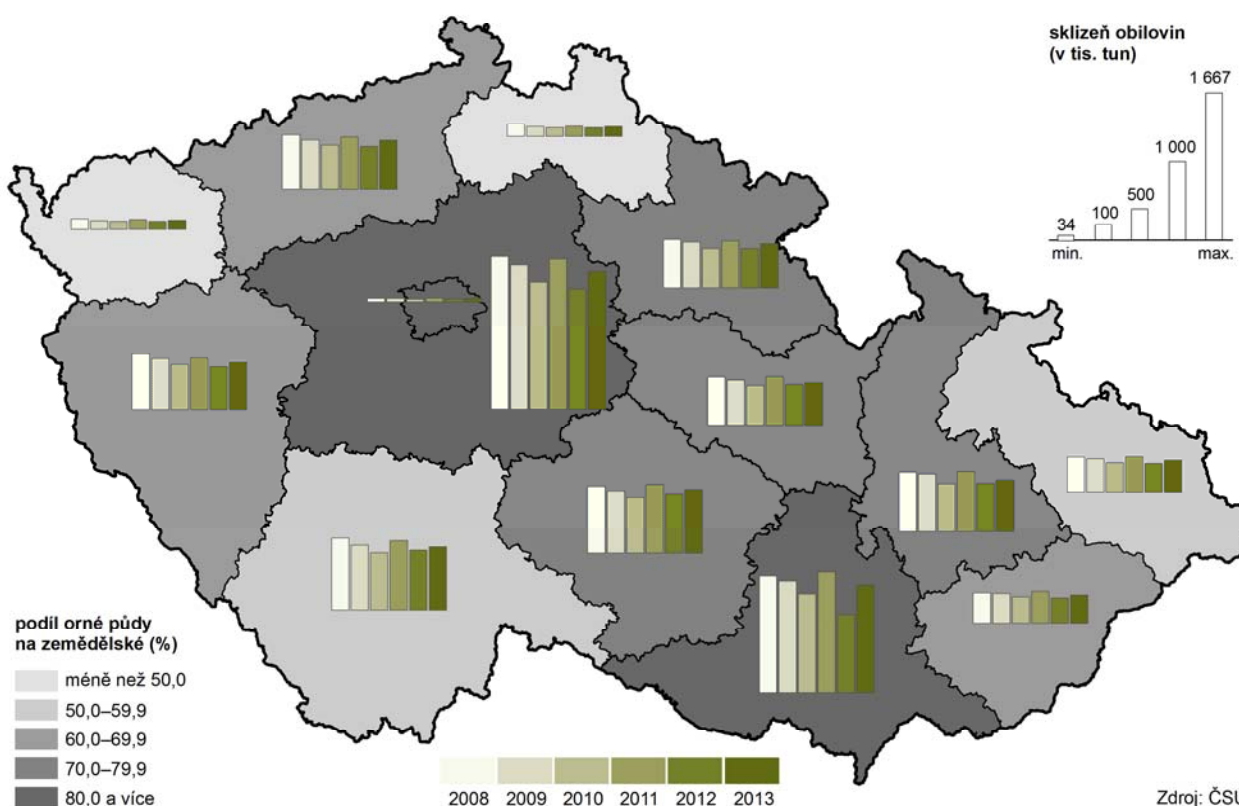 sklizeň obilovin
(v tis. tun)
1 667
1 000
500
100
34
min.
max.
podíl orné půdy
na zemědělské (%)
méně než 50,0
50,0–59,9
60,0–69,9
70,0–79,9
80,0 a více
2008
2009
2010
2011
2012
2013
Zdroj: ČSÚ